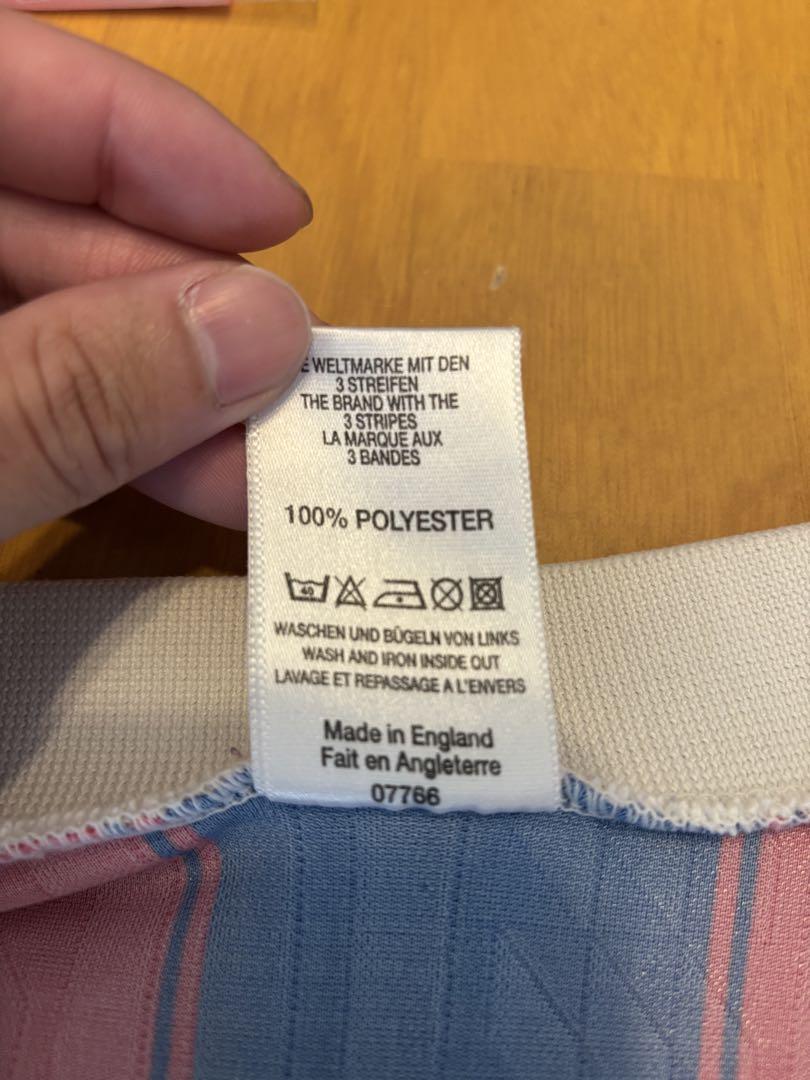 WELTMARKE MIT DEN
3 STREIFEN
THE BRAND WITH THE
3 STRIPES
LA MARQUE AUX
3 BANDES
100% POLYESTER
40
WASCHEN UND BÜGELN VON LINKS
WASH AND IRON INSIDE OUT
LAVAGE ET REPASSAGE A L'ENVERS
Made in England
Fait en Angleterre
07766